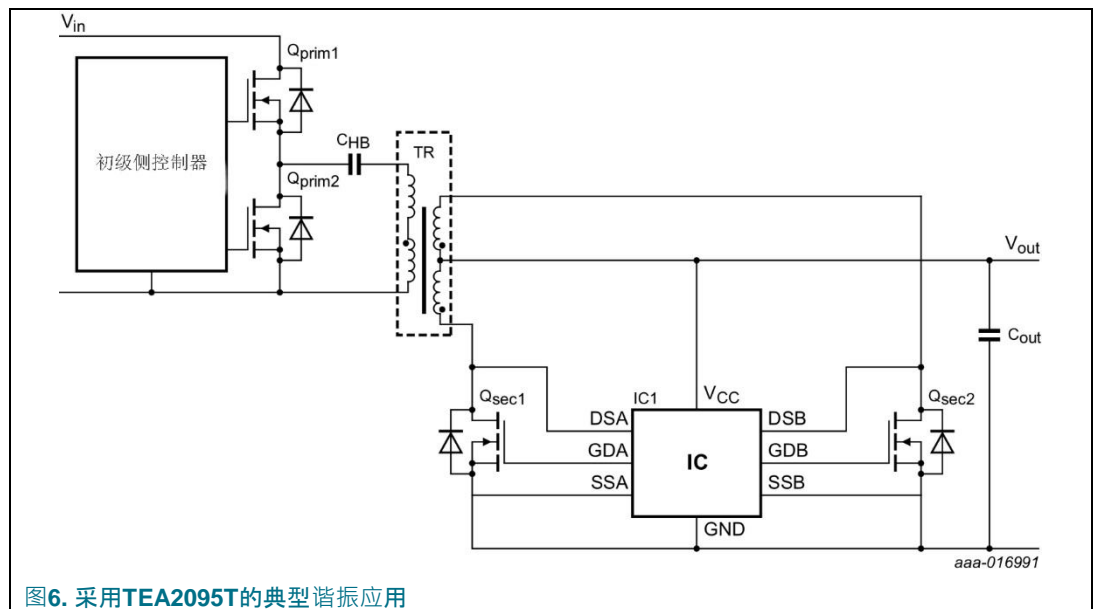 Vin
Qprim1
初级侧控制器
CHB
TR
Qprim2
Vout
Cout
Qsec1
IC1
VCC
Qsec2
DSA
DSB
GDA
IC
GDB
SSA
SSB
GND
aaa-016991
图6. 采用TEA2095T的典型谐振应用